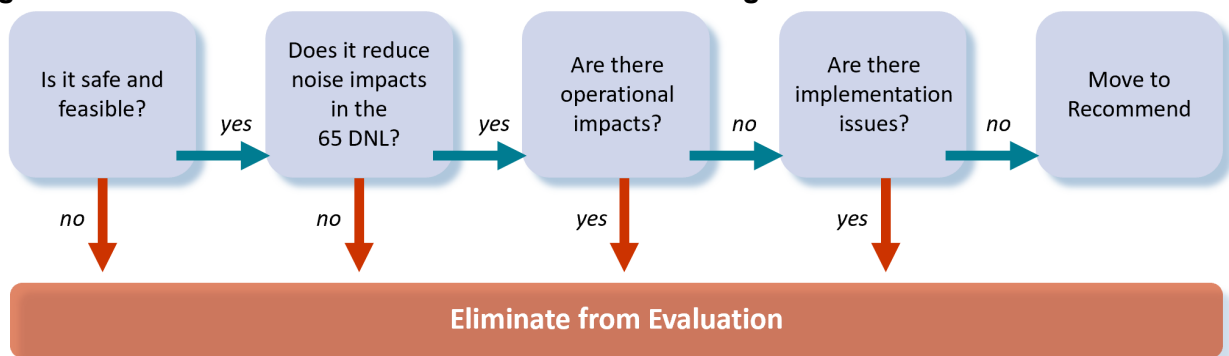 Is it safe and
feasible?
yes
no
Does it reduce
noise impacts
in the
65 DNL?
yes
no
Are there
operational
impacts?
no
yes
Are there
implementation
issues?
no
yes
Move to
Recommend
Eliminate from Evaluation